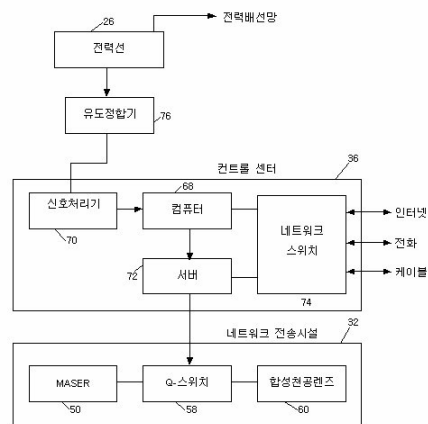 26
전력배선망
전력선
유도정합기
76
컨트롤 센터
36
68
신호처리기
컴퓨터
네트워크
스위치
인터넷
70
전화
72
서버
케이블
74
네트워크 전송시설
32
MASER
Q-스위치
합성천공렌즈
50
58
60